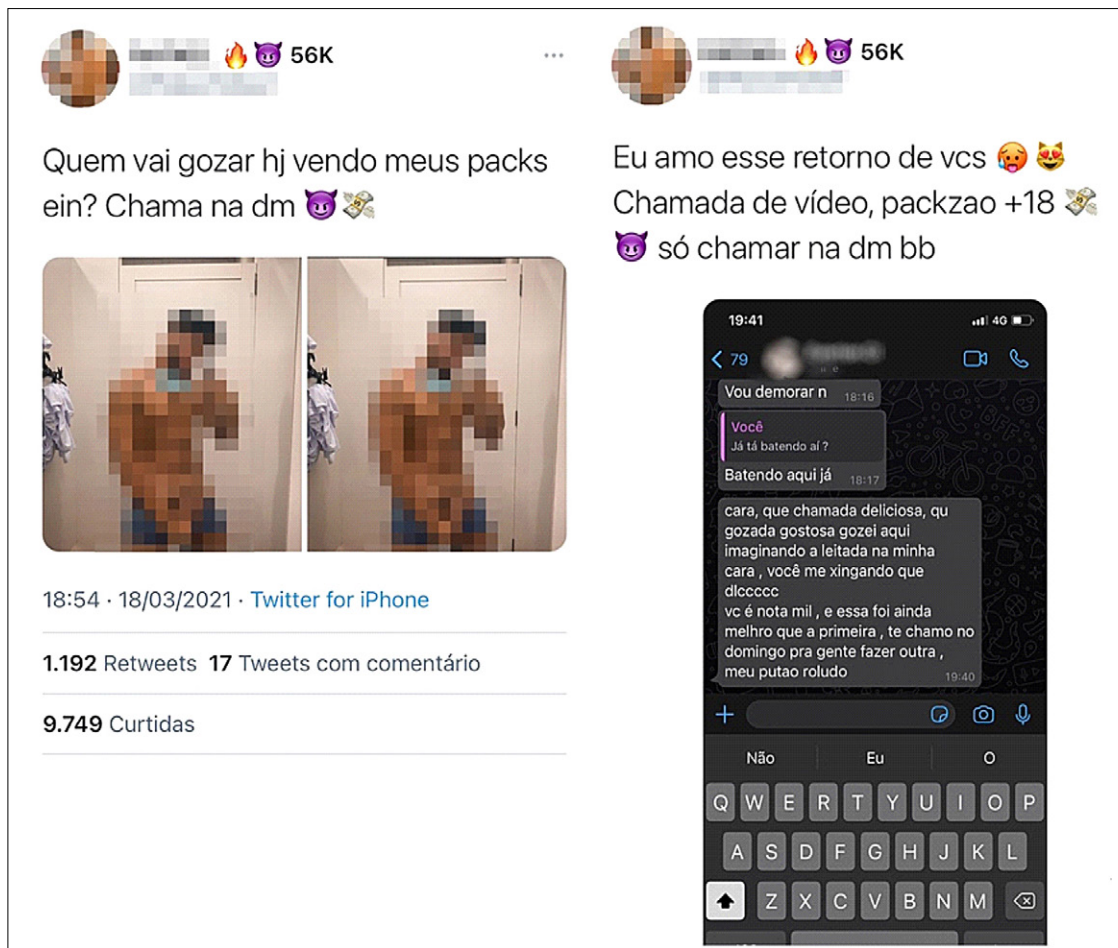 56K
Quem vai gozar hj vendo meus packs
ein? Chama na dm
18:54 · 18/03/2021 · Twitter for iPhone
1.192 Retweets 17 Tweets com comentário
9.749 Curtidas
56K
Eu amo esse retorno de vcs
Chamada de vídeo, packzao +18
só chamar na dm bb
19:41
4G
79
Vou demorar n 18:16
Você
Já tá batendo aí ?
Batendo aqui já 18:17
cara, que chamada deliciosa, qu
gozada gostosa gozei aqui
imaginando a leitada na minha
cara , você me xingando que
dlccccc
vc é nota mil , e essa foi ainda
melhro que a primeira , te chamo no
domingo pra gente fazer outra ,
meu putao roludo 19:40
Não Eu O
Q W E R T Y U I O P
A S D F G H J K L
Z X C V B N M